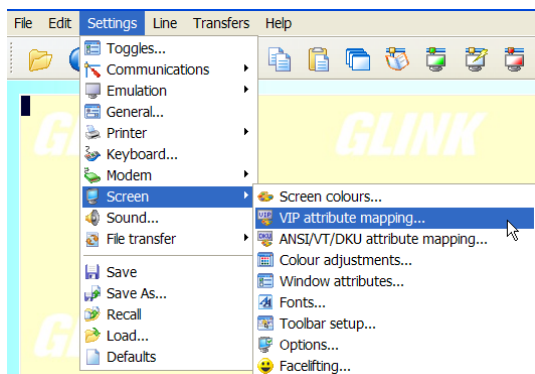 File Edit Settings Line Transfers Help
Toggles...
Communications
Emulation
General...
Printer
Keyboard...
Modem
Screen
Sound...
File transfer
Save
Save As...
Recall
Load...
Defaults
GLINK
Screen colours...
VIP attribute mapping...
ANSI/VT/DKU attribute mapping...
Colour adjustments...
Window attributes...
Fonts...
Toolbar setup...
Options...
Facelifting...